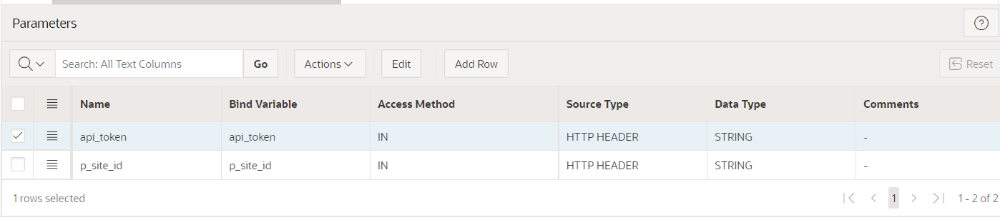 Parameters
Search: All Text Columns Go Actions Edit Add Row Reset
Name Bind Variable Access Method Source Type Data Type Comments
api_token api_token IN HTTP HEADER STRING -
p_site_id p_site_id IN HTTP HEADER STRING -
1 rows selected 1 1 - 2 of 2